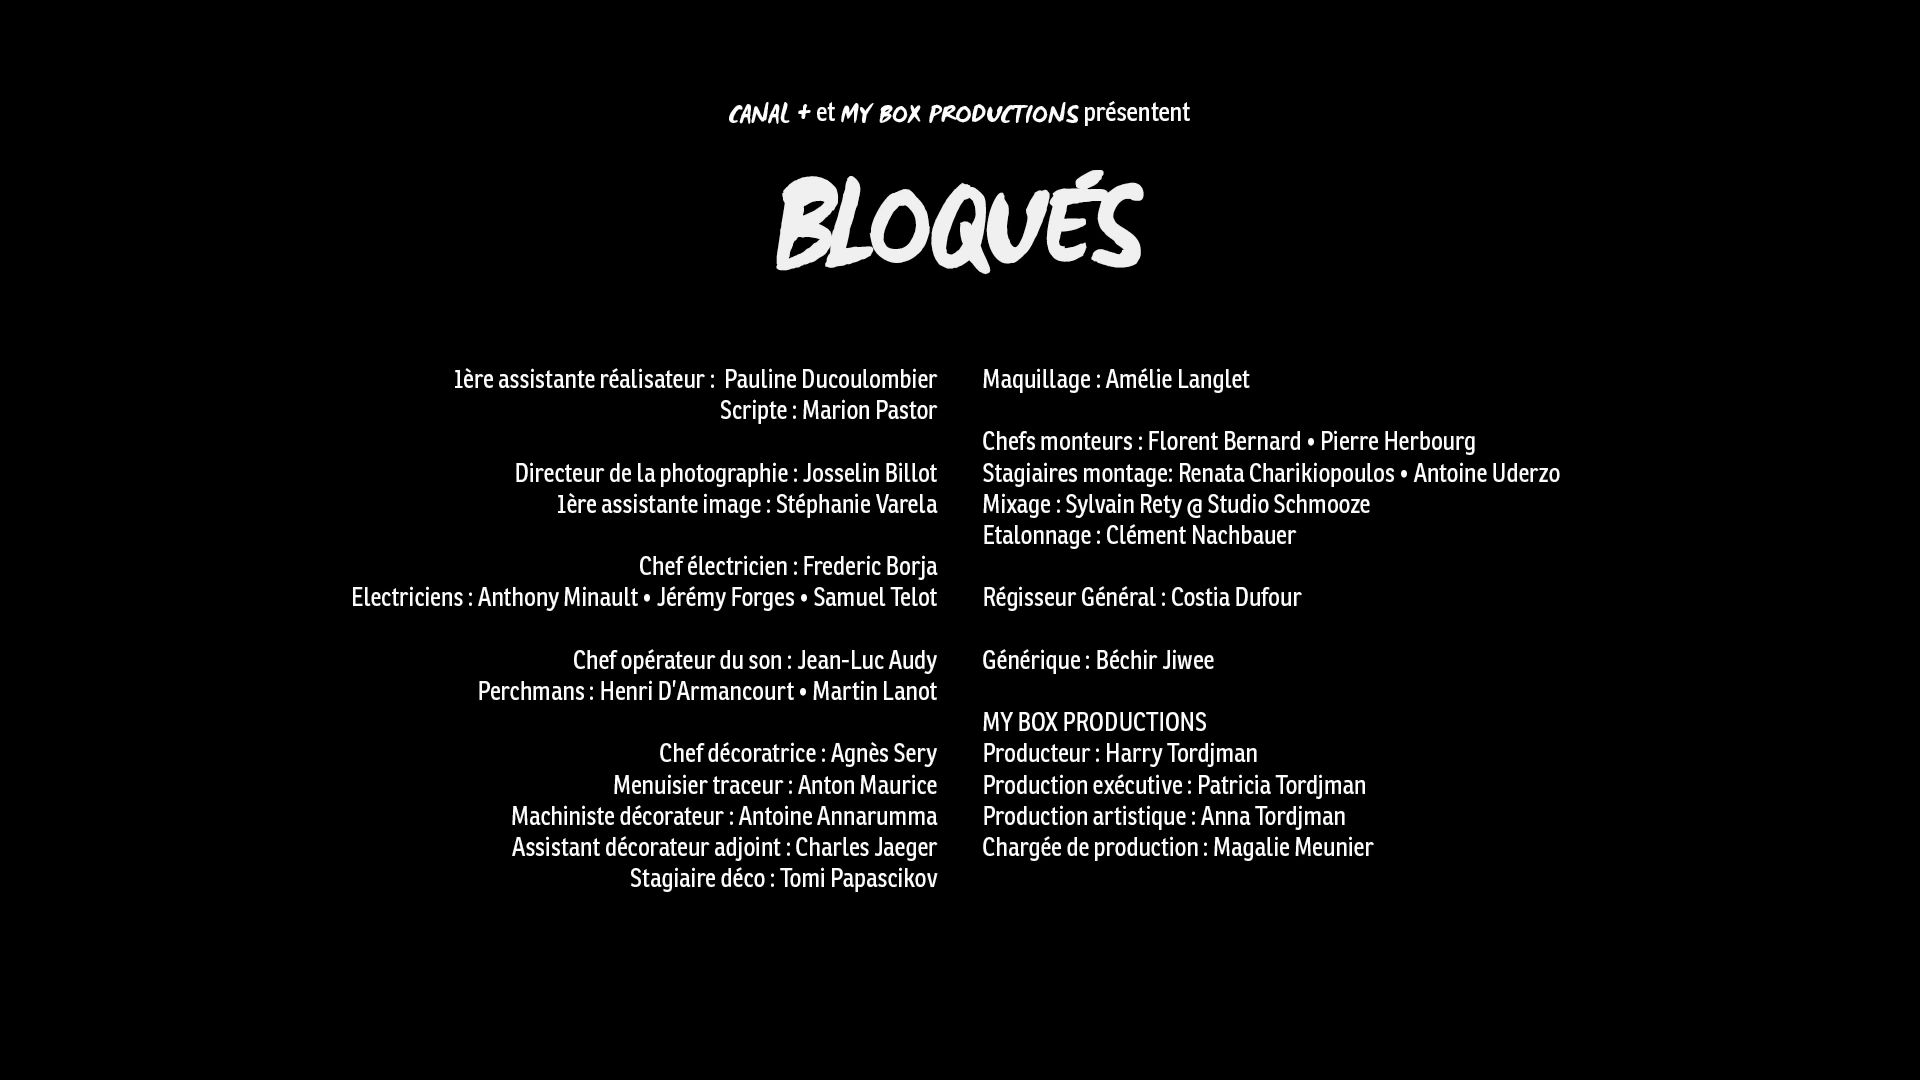 CANAL + et MY BOX PRODUCTIONS présentent
BLOQUÉS
1ère assistante réalisateur : Pauline Ducoulombier
Scripte : Marion Pastor
Directeur de la photographie : Josselin Billot
1ère assistante image : Stéphanie Varela
Chef électricien : Frederic Borja
Electriciens : Anthony Minault • Jérémy Forges • Samuel Telot
Chef opérateur du son : Jean-Luc Audy
Perchmans : Henri D'Armancourt • Martin Lanot
Chef décoratrice : Agnès Sery
Menuisier traceur : Anton Maurice
Machiniste décorateur : Antoine Annarumma
Assistant décorateur adjoint : Charles Jaeger
Stagiaire déco : Tomi Papascikov
Maquillage : Amélie Langlet
Chefs monteurs : Florent Bernard • Pierre Herbourg
Stagiaires montage: Renata Charikiopoulos • Antoine Uderzo
Mixage : Sylvain Rety @ Studio Schmooze
Etalonnage : Clément Nachbauer
Régisseur Général : Costia Dufour
Générique : Béchir Jiwee
MY BOX PRODUCTIONS
Producteur : Harry Tordjman
Production exécutive : Patricia Tordjman
Production artistique : Anna Tordjman
Chargée de production : Magalie Meunier